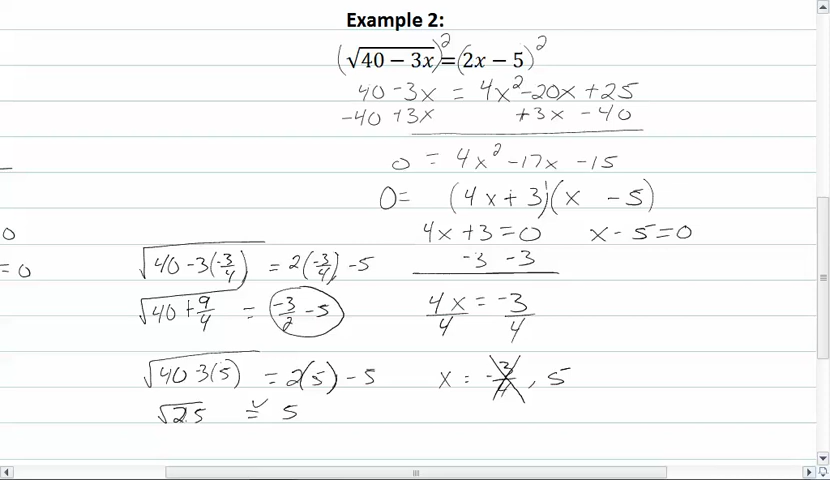 Example 2:
(√40 − 3x)² = (2x − 5)²
40 - 3x = 4x² - 20x + 25
-40 + 3x + 3x - 40
0 = 4x² - 17x - 15
0 = (4x + 3)(x - 5)
0
4x + 3 = 0 x - 5 = 0
= 0
√40 - 3(-3/4) = 2(-3/4) - 5
-3 -3
√40 + 9/4 = -3/2 - 5
4x/4 = -3/4
√40 - 3(5) = 2(5) - 5
x = -3/4, 5
√25 = 5